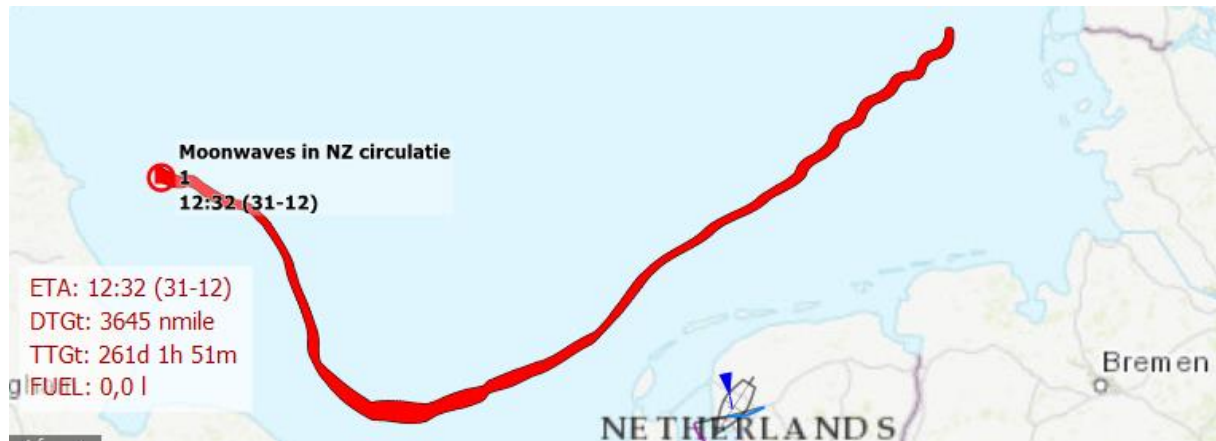 Moonwaves in NZ circulatie
1
12:32 (31-12)
ETA: 12:32 (31-12)
DTGt: 3645 nmile
TTGt: 261d 1h 51m
FUEL: 0,0 l
Bremen
NETHERLANDS